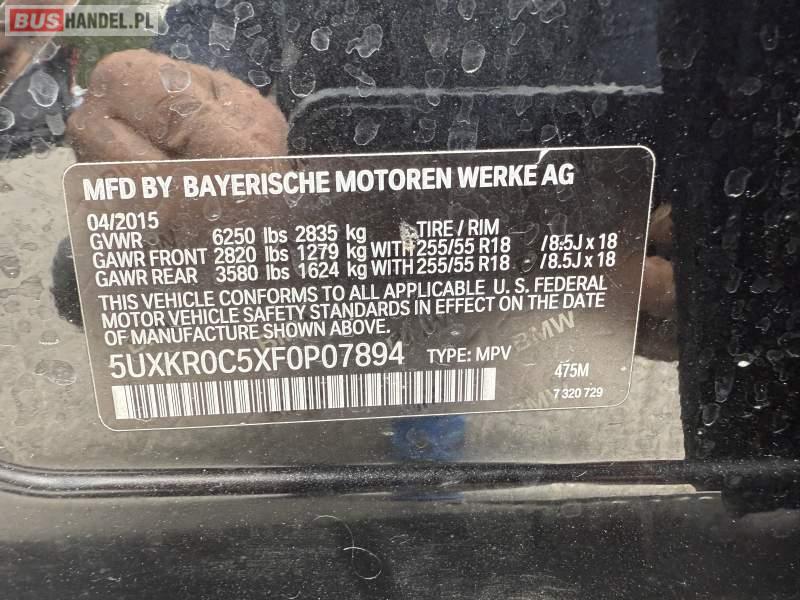 BUSHANDEL.PL
MFD BY BAYERISCHE MOTOREN WERKE AG
04/2015
TIRE / RIM
GVWR 6250 lbs 2835 kg
GAWR FRONT 2820 lbs 1279 kg WITH 255/55 R18 /8.5J x 18
GAWR REAR 3580 lbs 1624 kg WITH 255/55 R18 - /8.5J x 18
THIS VEHICLE CONFORMS TO ALL APPLICABLE U. S. FEDERAL
MOTOR VEHICLE SAFETY STANDARDS IN EFFECT ON THE DATE
OF MANUFACTURE SHOWN ABOVE.
BMW
5UXKR0C5XF0P07894 TYPE: MPV
475M
7 320 729
BMW